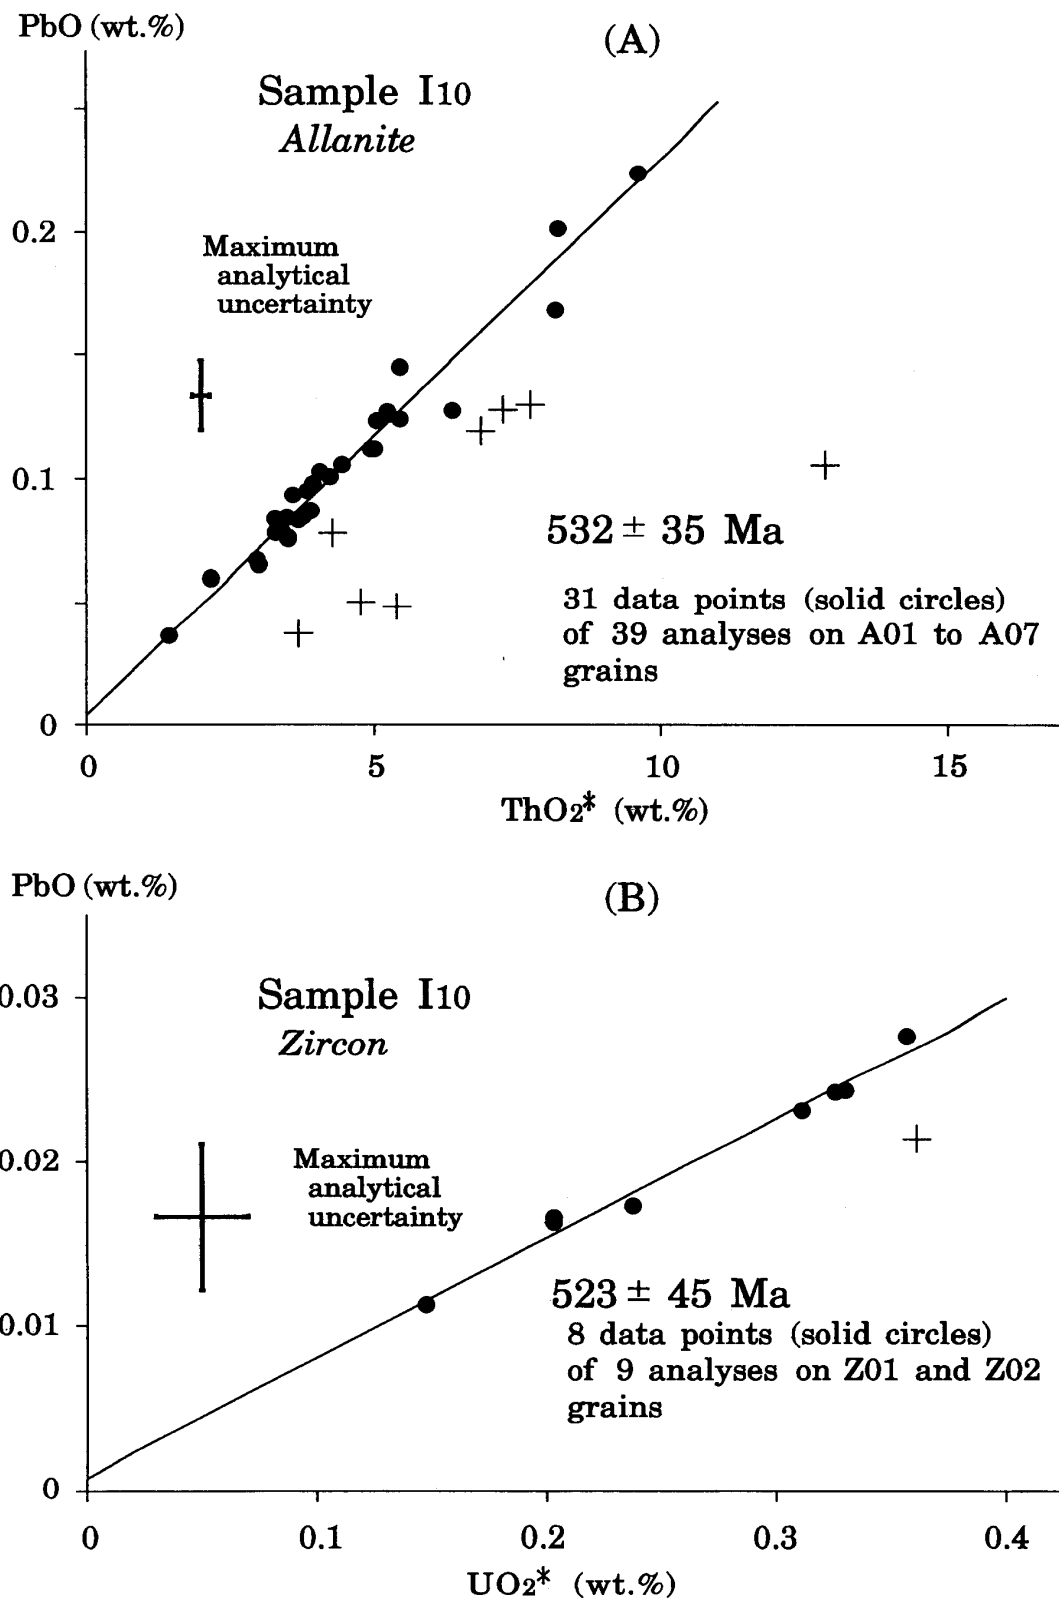 PbO (wt.%)
(A)
Sample I10
Allanite
0.2
Maximum
analytical
uncertainty
0.1
532 ± 35 Ma
31 data points (solid circles)
of 39 analyses on A01 to A07
grains
0
0 5 10 15
ThO2* (wt.%)
PbO (wt.%)
(B)
0.03
Sample I10
Zircon
0.02
Maximum
analytical
uncertainty
523 ± 45 Ma
0.01
8 data points (solid circles)
of 9 analyses on Z01 and Z02
grains
0
0 0.1 0.2 0.3 0.4
UO2* (wt.%)